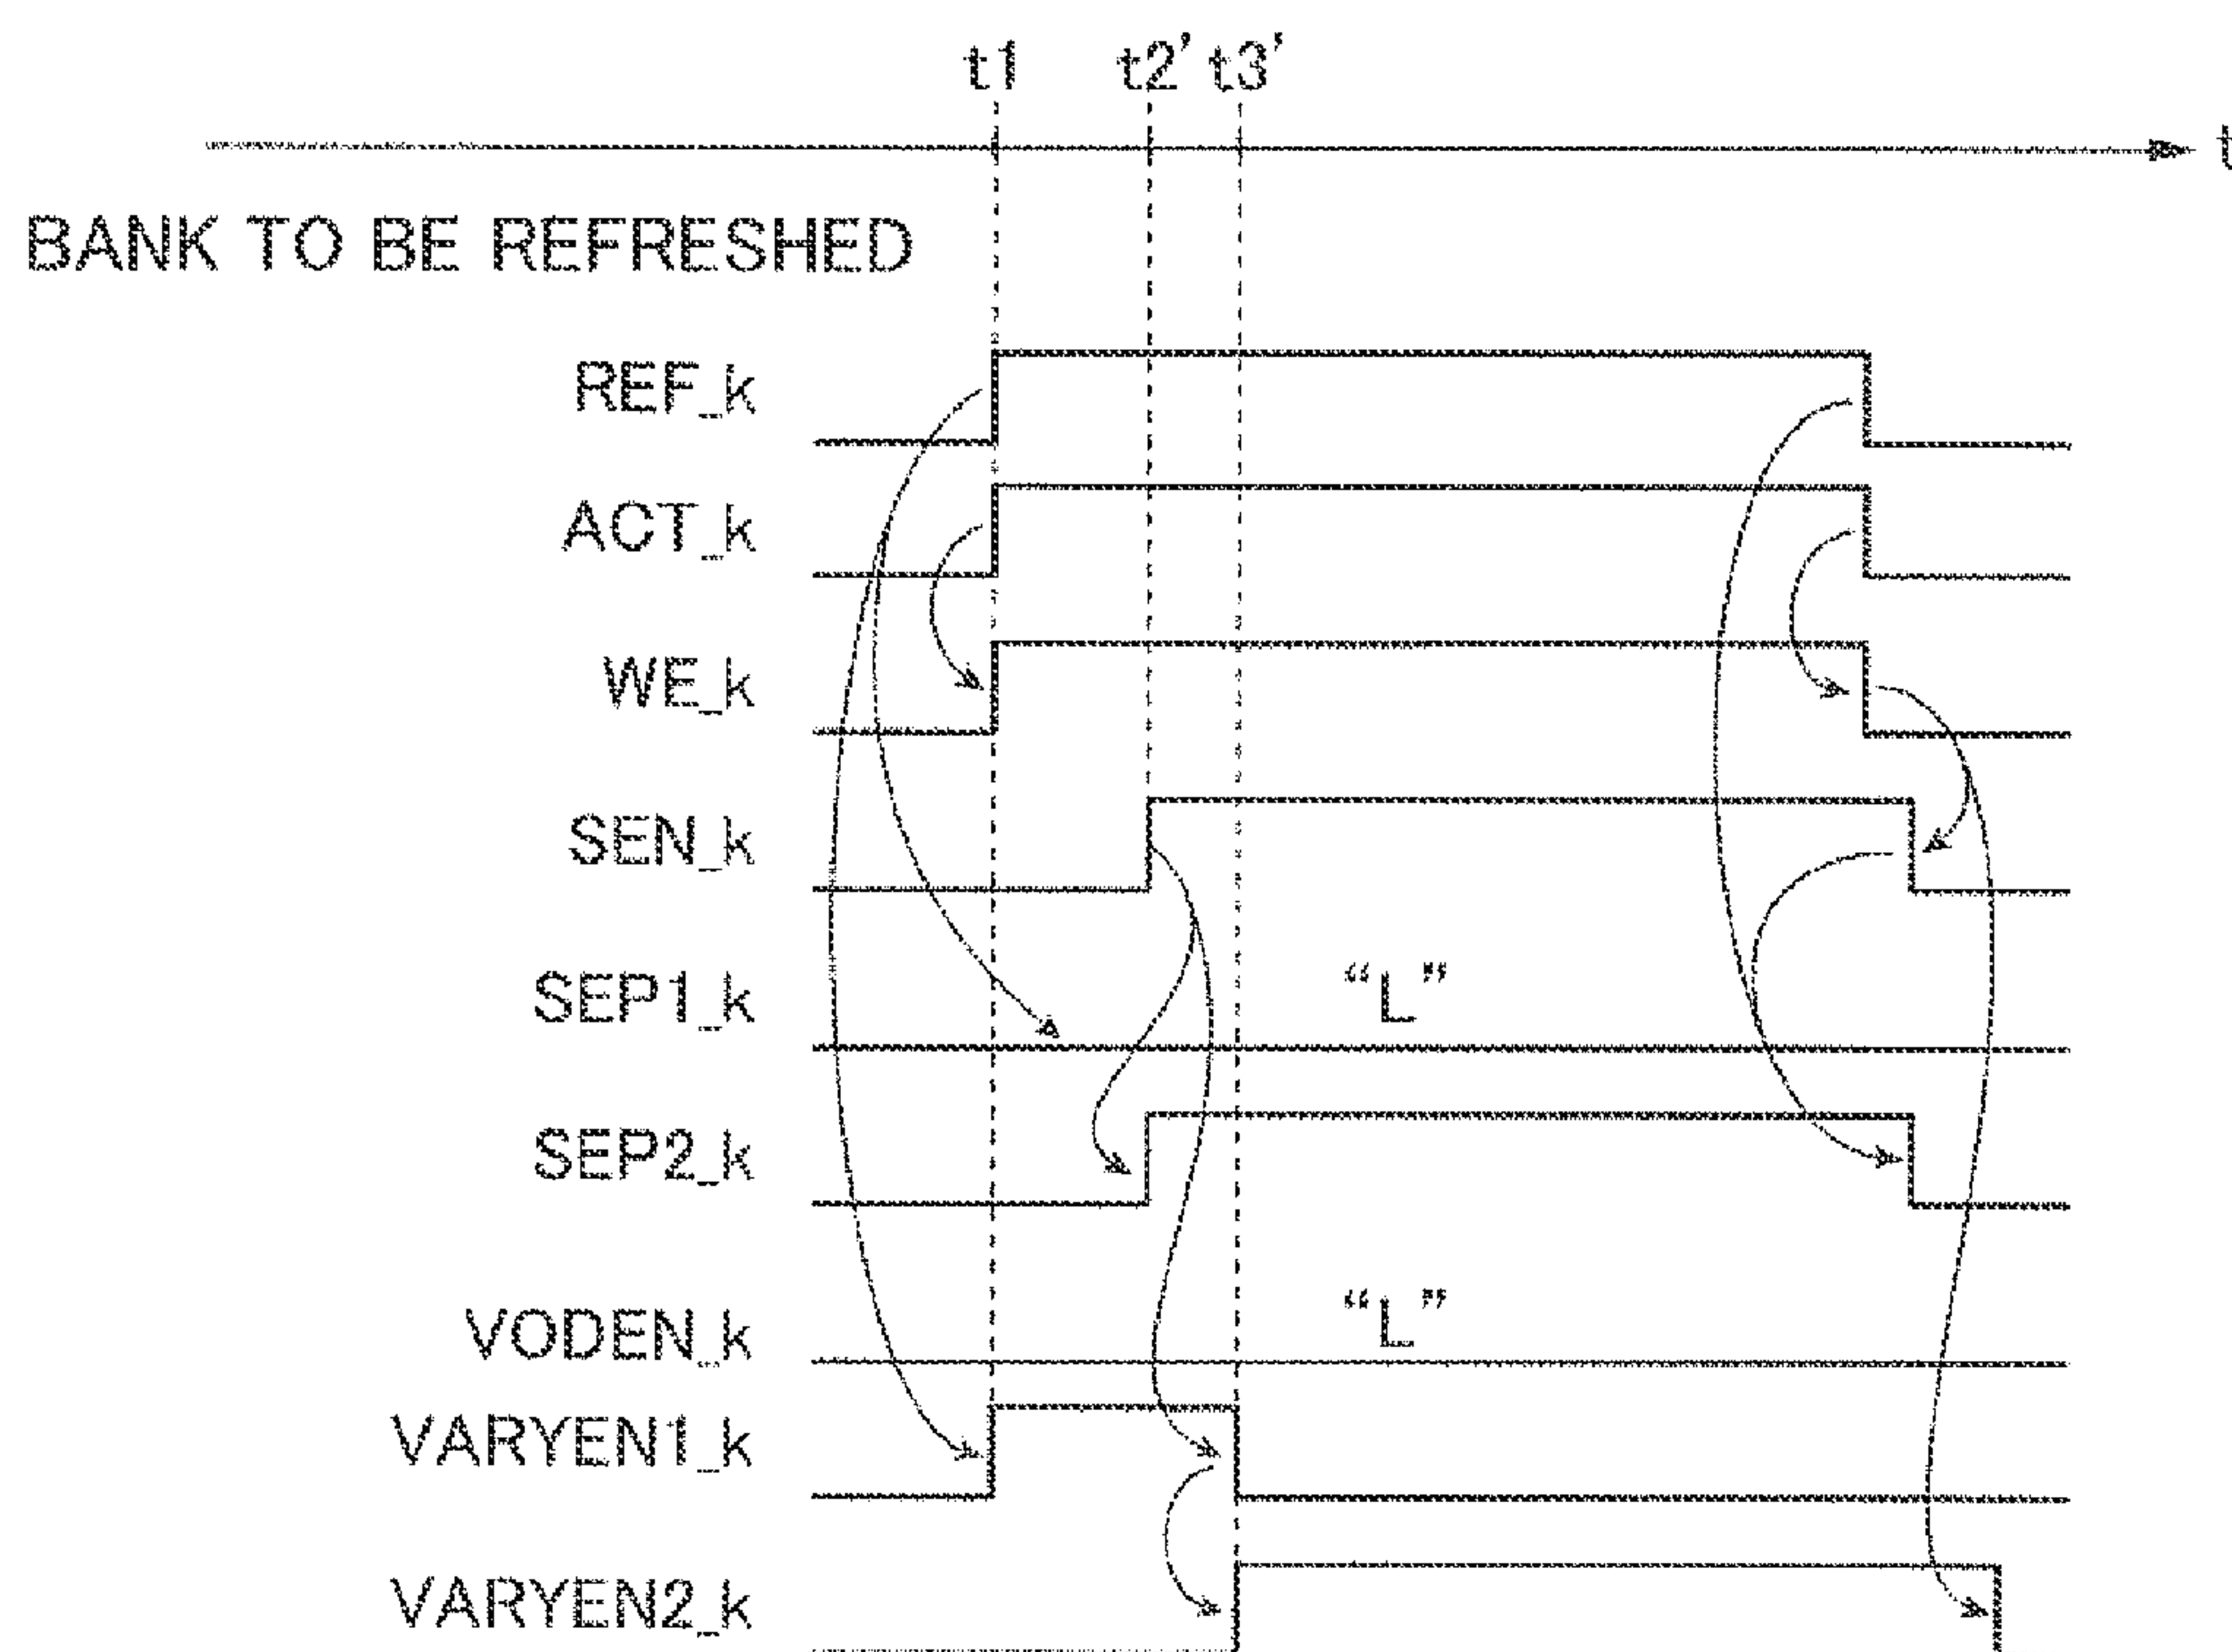 t1 t2' t3'
t
BANK TO BE REFRESHED
REF_k
ACT_k
WE_k
SEN_k
SEP1_k “L”
SEP2_k
VODEN_k “L”
VARYEN1_k
VARYEN2_k